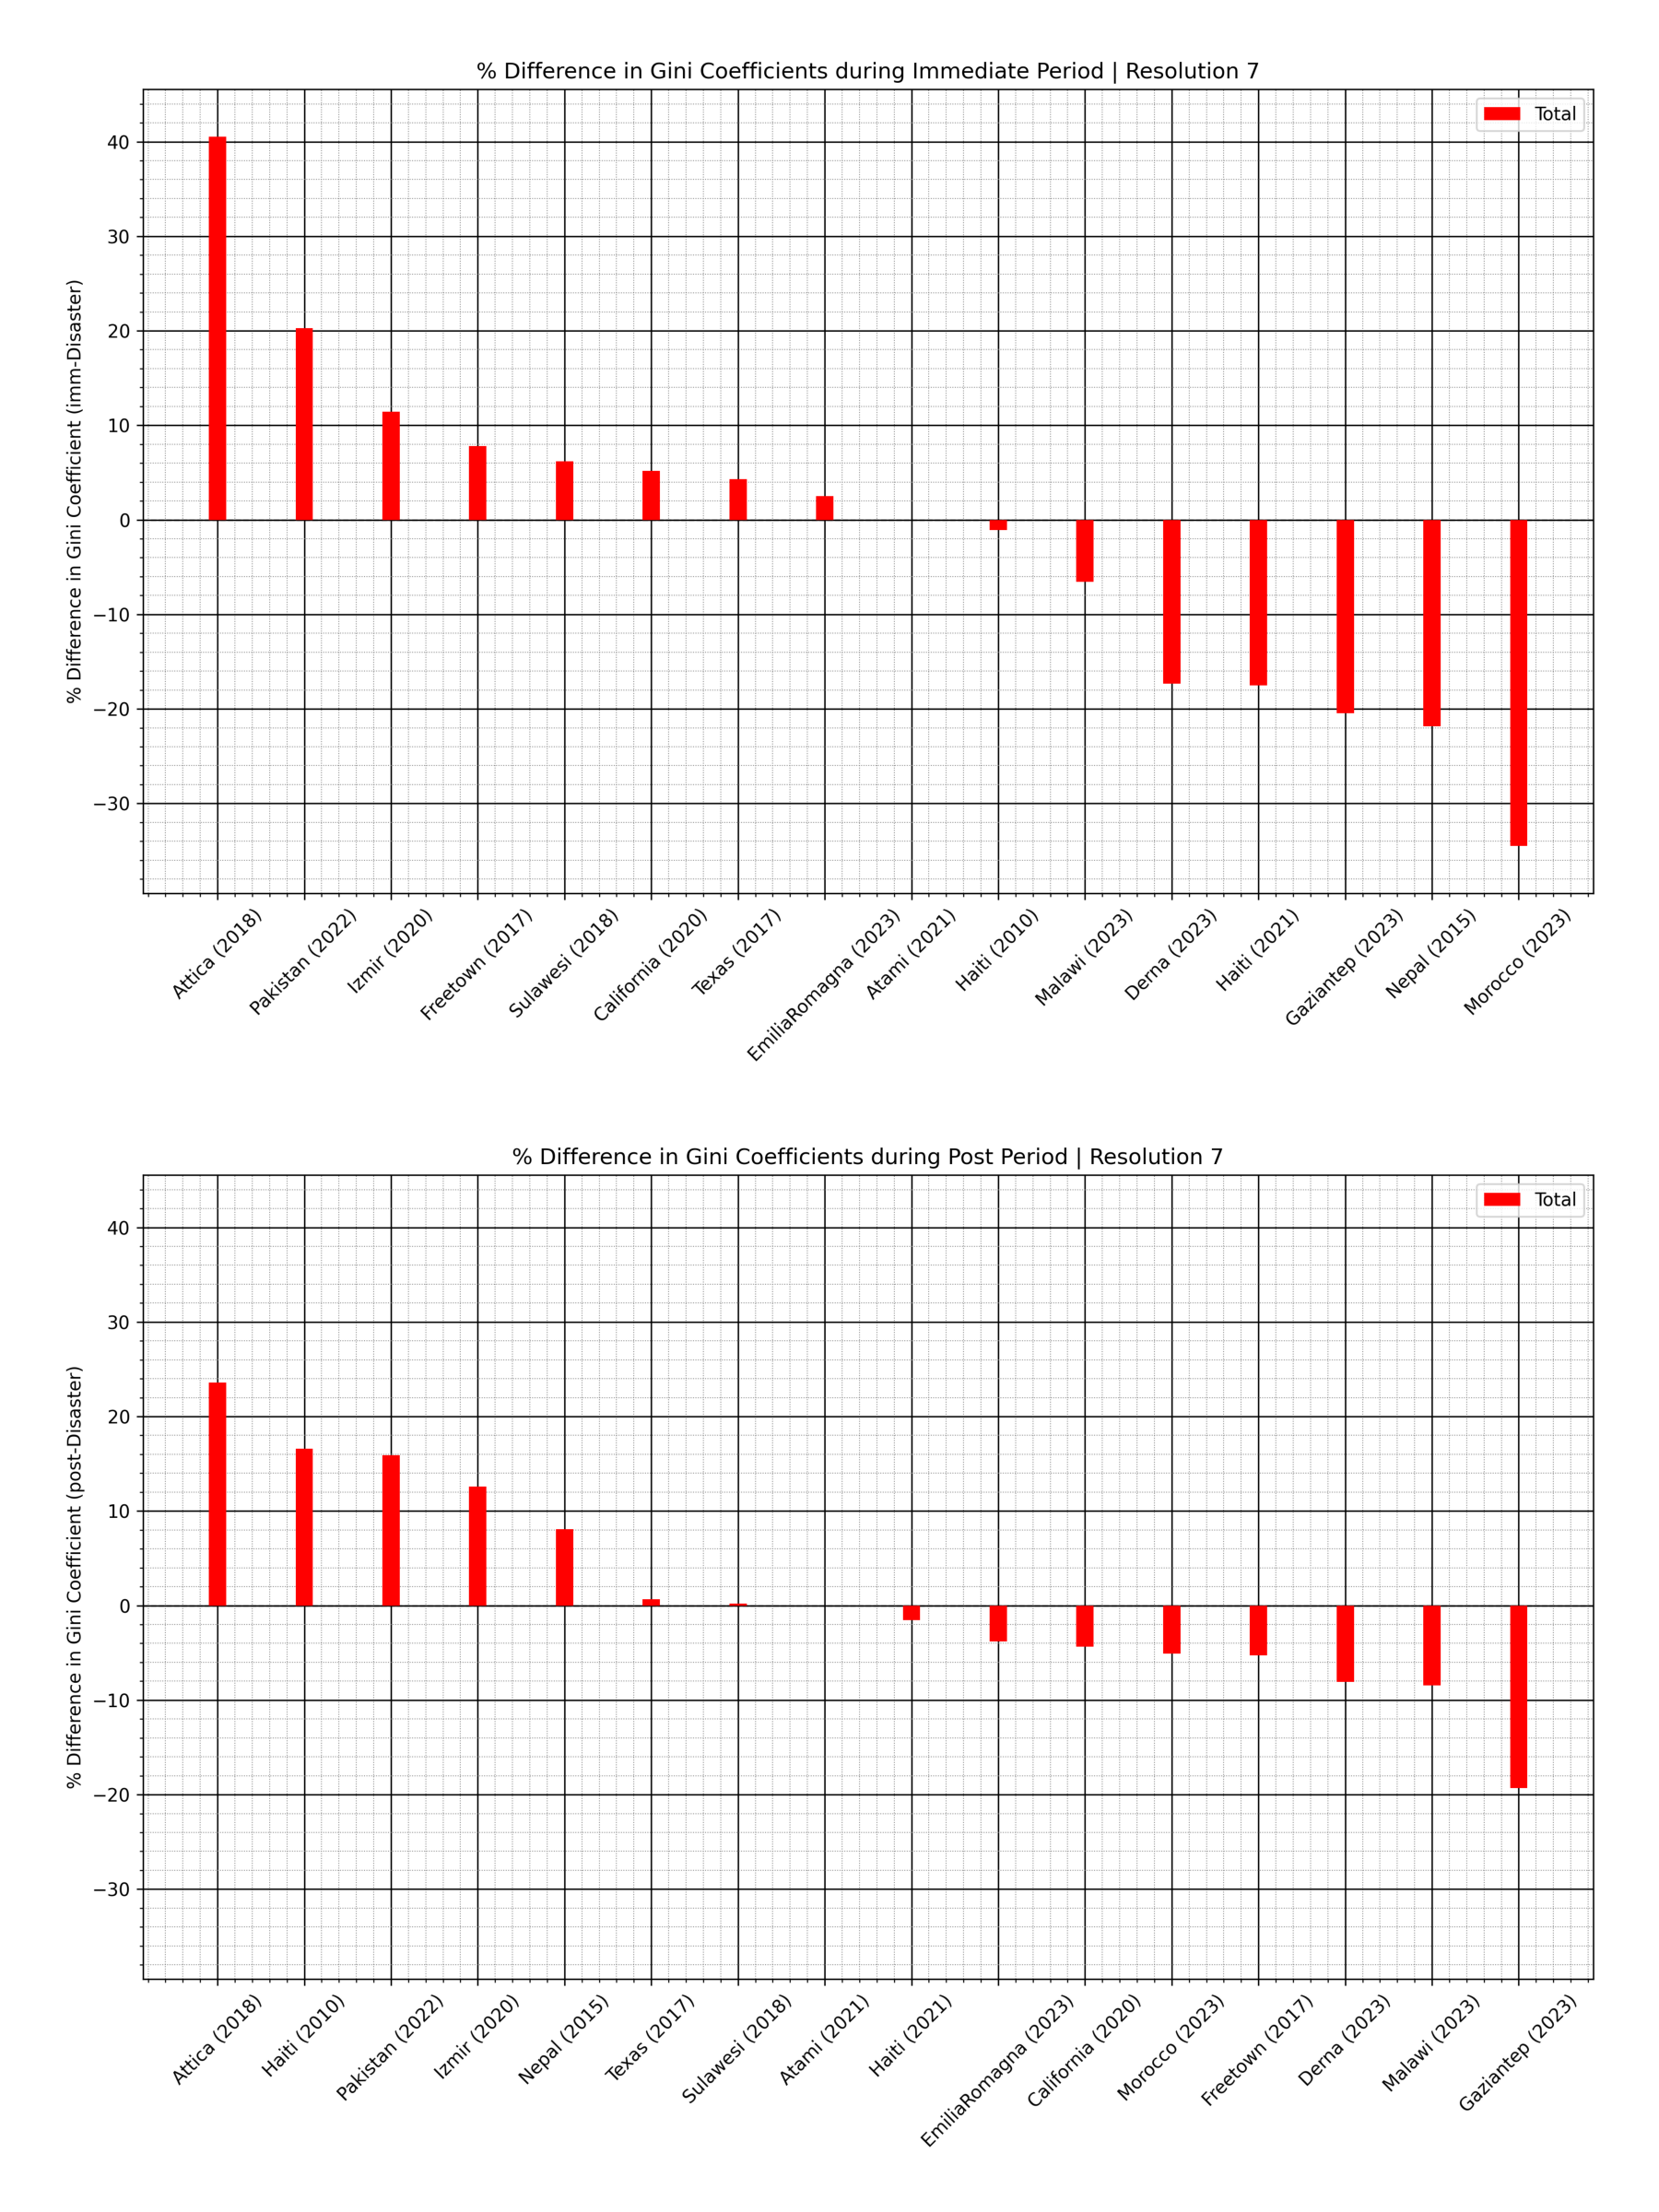 % Difference in Gini Coefficients during Immediate Period | Resolution 7
Total
% Difference in Gini Coefficient (imm-Disaster)
40
30
20
10
0
−10
−20
−30
Attica (2018)
Pakistan (2022)
Izmir (2020)
Freetown (2017)
Sulawesi (2018)
California (2020)
Texas (2017)
EmiliaRomagna (2023)
Atami (2021)
Haiti (2010)
Malawi (2023)
Derna (2023)
Haiti (2021)
Gaziantep (2023)
Nepal (2015)
Morocco (2023)
% Difference in Gini Coefficients during Post Period | Resolution 7
Total
% Difference in Gini Coefficient (post-Disaster)
40
30
20
10
0
−10
−20
−30
Attica (2018)
Haiti (2010)
Pakistan (2022)
Izmir (2020)
Nepal (2015)
Texas (2017)
Sulawesi (2018)
Atami (2021)
Haiti (2021)
EmiliaRomagna (2023)
California (2020)
Morocco (2023)
Freetown (2017)
Derna (2023)
Malawi (2023)
Gaziantep (2023)